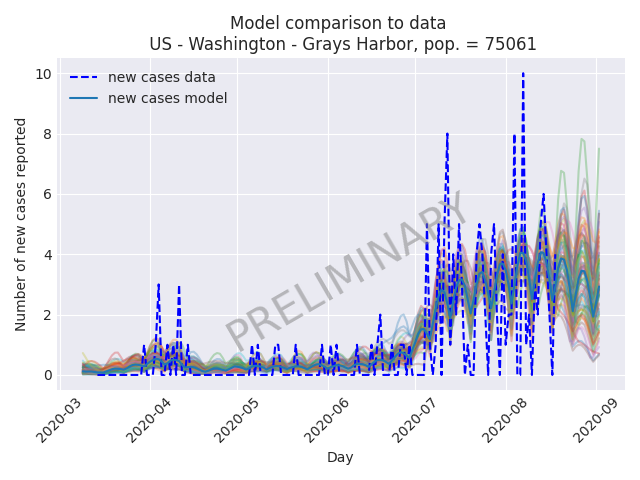 Model comparison to data
US - Washington - Grays Harbor, pop. = 75061
new cases data
new cases model
PRELIMINARY
Number of new cases reported
10
8
6
4
2
0
2020-03
2020-04
2020-05
2020-06
2020-07
2020-08
2020-09
Day